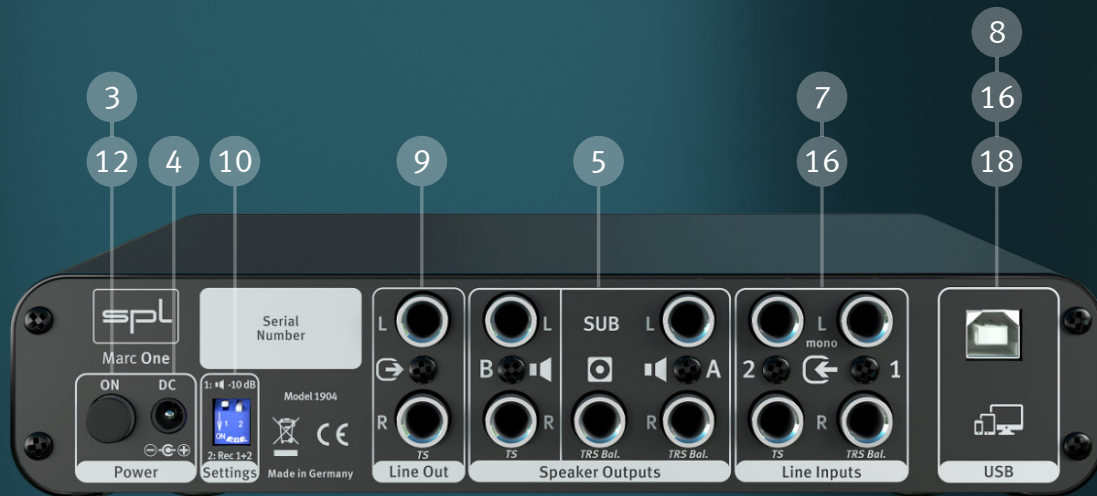 8
3
7
16
12
4
10
9
5
16
18
spl
Marc One
Serial
Number
ON
DC
1: -10 dB
1 2
ON
2: Rec 1+2
Model 1904
CE
Made in Germany
Power
Settings
L
R
TS
Line Out
L
B
R
TS
SUB
L
A
R
TRS Bal.
TRS Bal.
Speaker Outputs
L
mono
2
1
R
TS
TRS Bal.
Line Inputs
USB